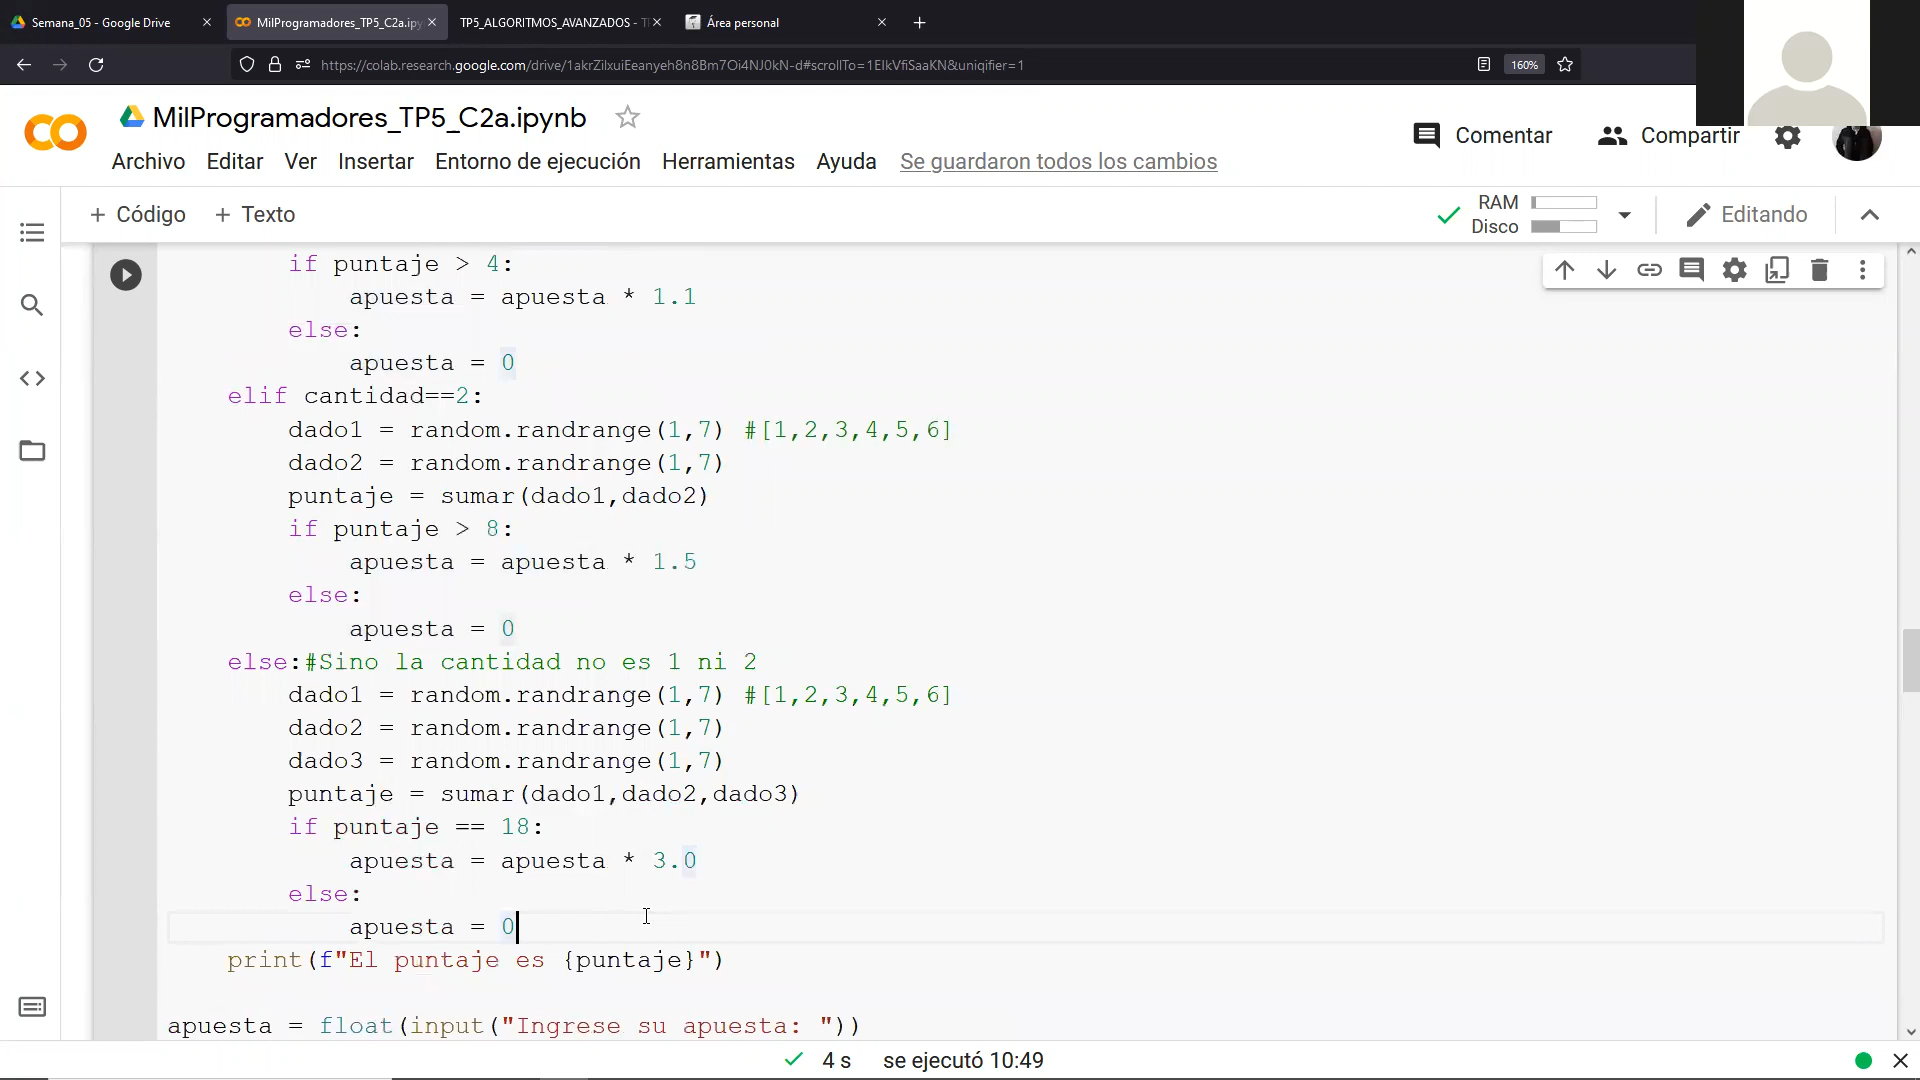 Semana_05 - Google Drive
MilProgramadores_TP5_C2a.ipy
TP5_ALGORITMOS_AVANZADOS - T
Área personal
https://colab.research.google.com/drive/1akrZilxuiEeanyeh8n8Bm7Oi4NJ0kN-d#scrollTo=1EIkVfiSaaKN&uniqifier=1
160%
MilProgramadores_TP5_C2a.ipynb
Comentar
Compartir
Archivo Editar Ver Insertar Entorno de ejecución Herramientas Ayuda Se guardaron todos los cambios
+ Código + Texto
RAM
Disco
Editando
if puntaje > 4:
apuesta = apuesta * 1.1
else:
apuesta = 0
elif cantidad==2:
dado1 = random.randrange(1,7) #[1,2,3,4,5,6]
dado2 = random.randrange(1,7)
puntaje = sumar(dado1,dado2)
if puntaje > 8:
apuesta = apuesta * 1.5
else:
apuesta = 0
else:#Sino la cantidad no es 1 ni 2
dado1 = random.randrange(1,7) #[1,2,3,4,5,6]
dado2 = random.randrange(1,7)
dado3 = random.randrange(1,7)
puntaje = sumar(dado1,dado2,dado3)
if puntaje == 18:
apuesta = apuesta * 3.0
else:
apuesta = 0
print(f"El puntaje es {puntaje}")
apuesta = float(input("Ingrese su apuesta: "))
4 s se ejecutó 10:49